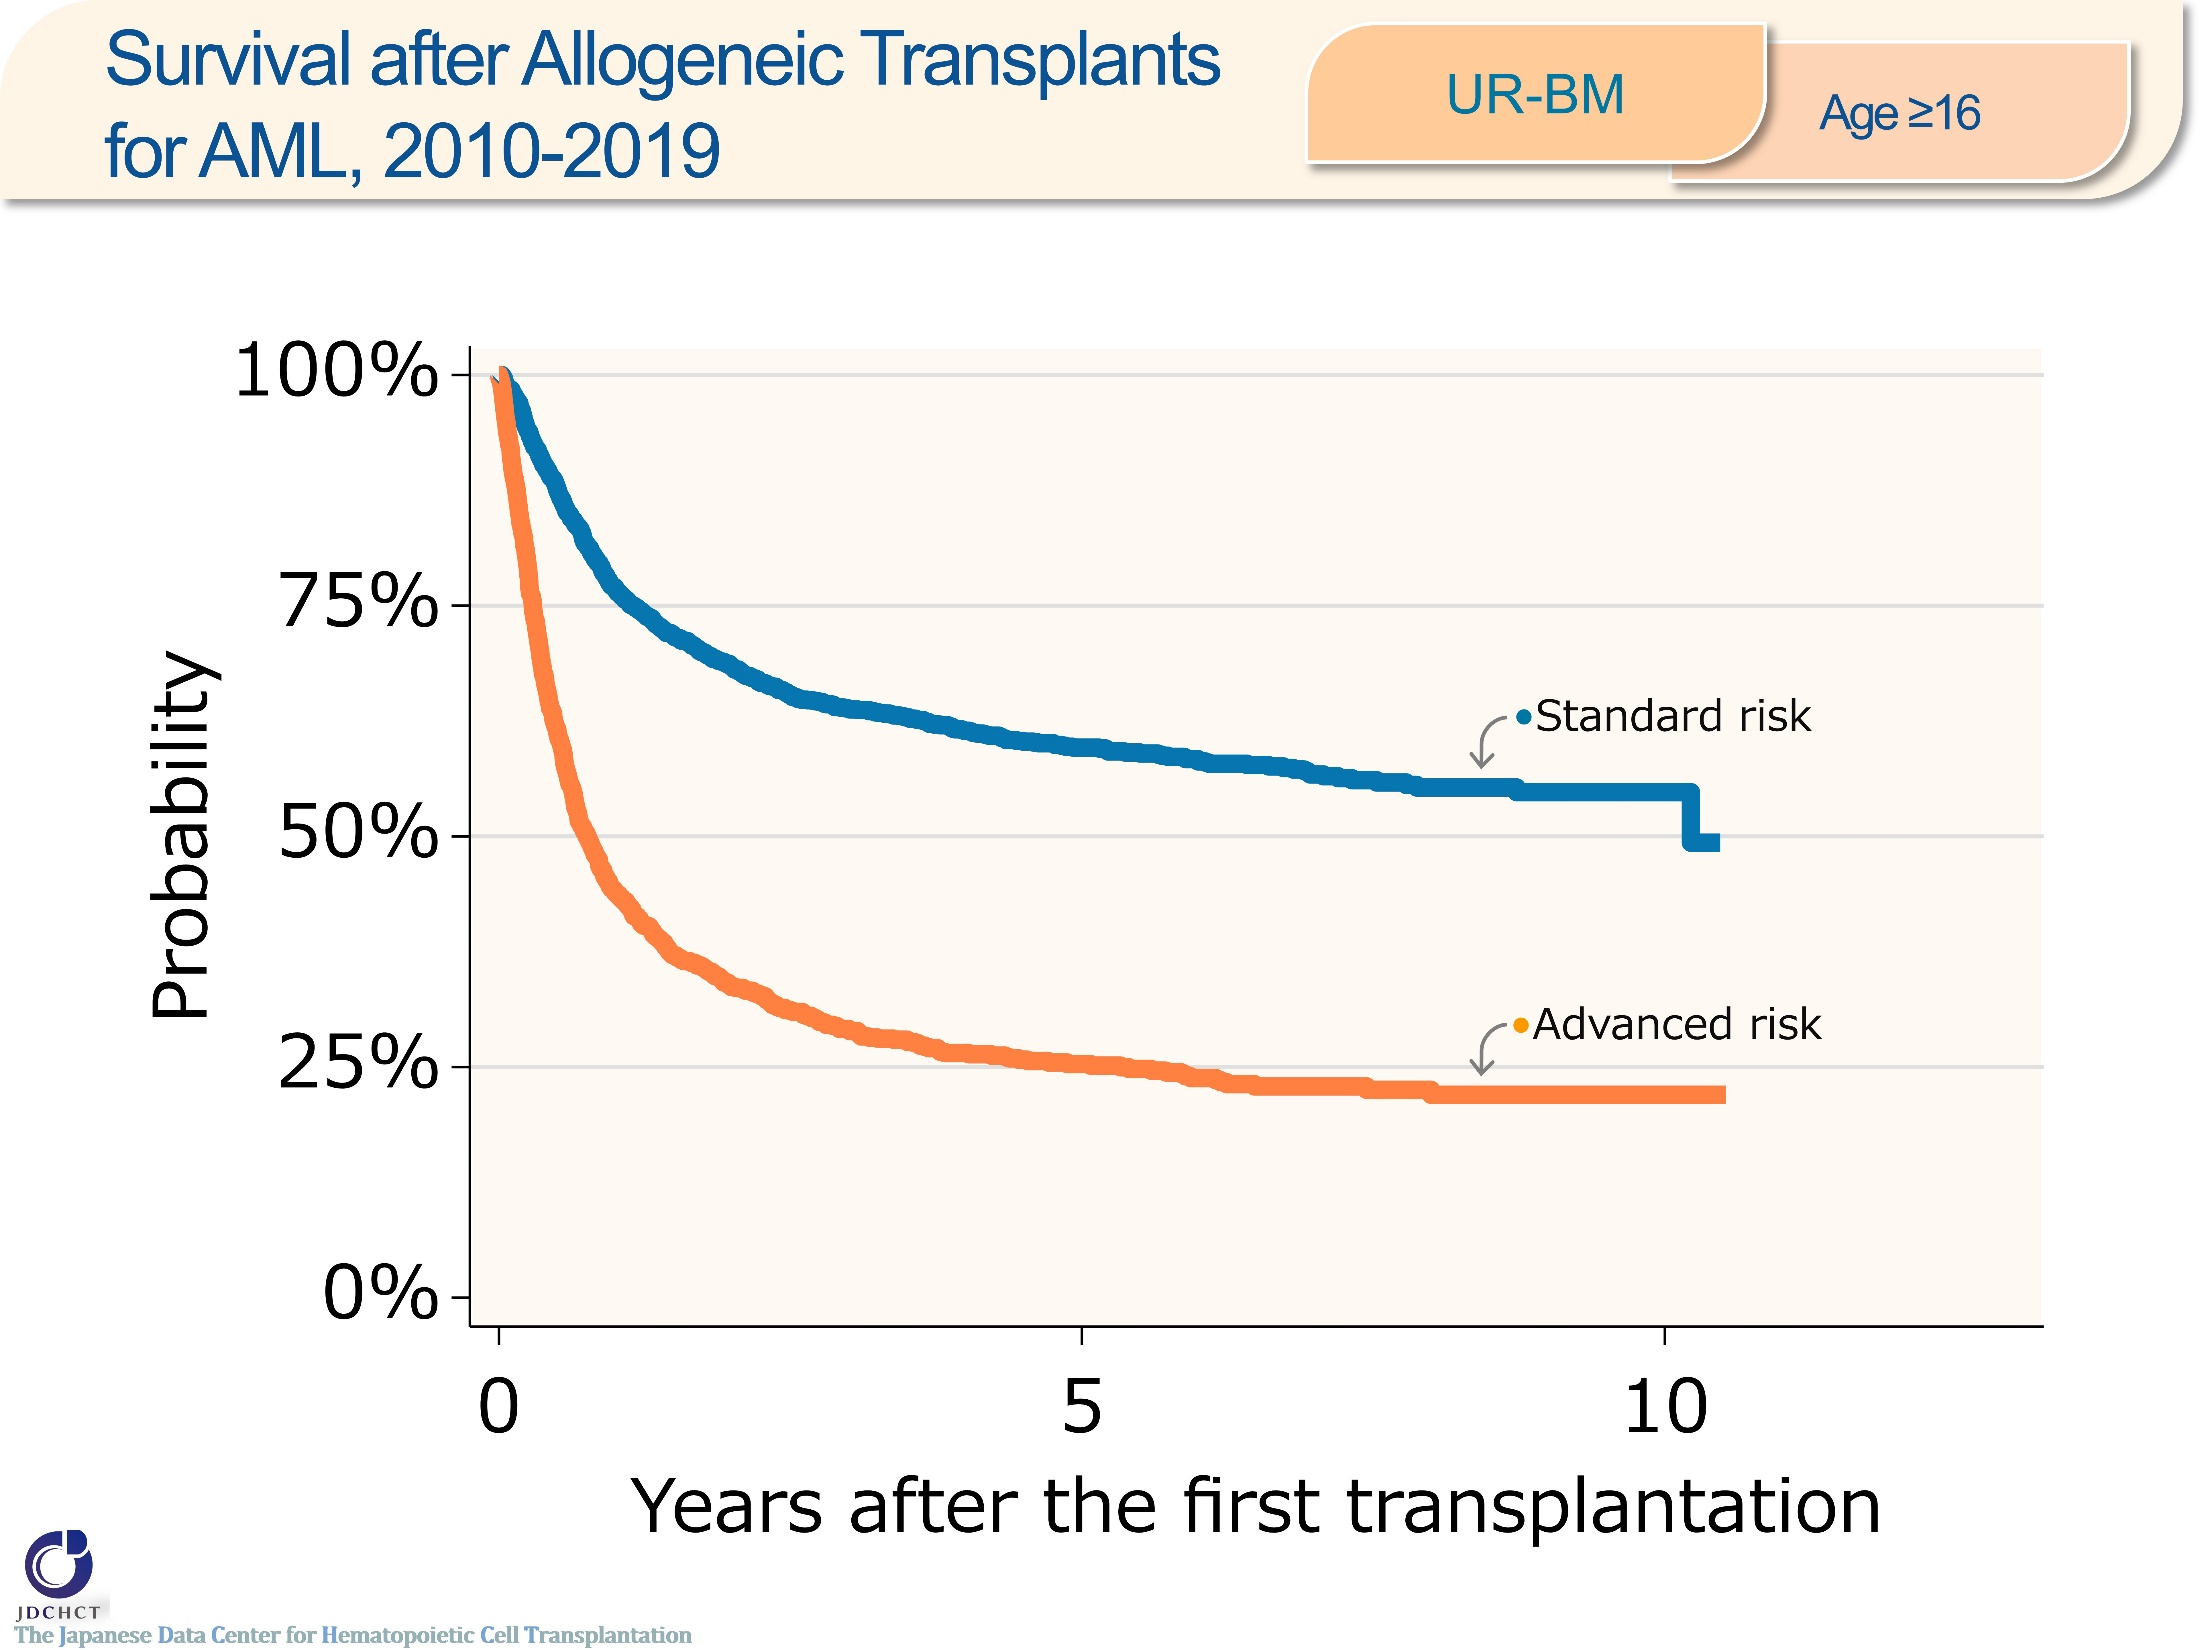 Survival after Allogeneic Transplants
for AML, 2010-2019
UR-BM
Age ≥16
100%
75%
50%
25%
0%
Probability
Standard risk
Advanced risk
0
5
10
Years after the first transplantation
JDCHCT
The Japanese Data Center for Hematopoietic Cell Transplantation